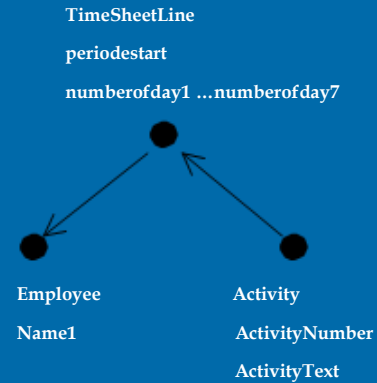 TimeSheetLine
periodestart
numberofday1 …numberofday7
Employee
Name1
Activity
ActivityNumber
ActivityText